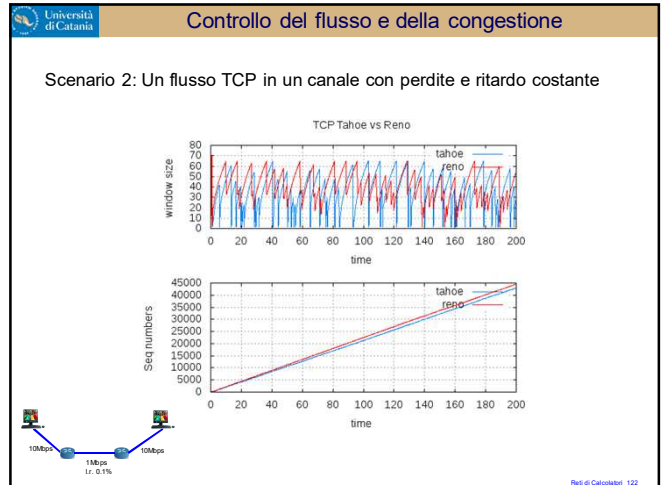 Università
di Catania
Controllo del flusso e della congestione
Scenario 2: Un flusso TCP in un canale con perdite e ritardo costante
TCP Tahoe vs Reno
window size
80
70
60
50
40
30
20
10
0
tahoe
reno
0 20 40 60 80 100 120 140 160 180 200
time
Seq numbers
45000
40000
35000
30000
25000
20000
15000
10000
5000
0
tahoe
reno
0 20 40 60 80 100 120 140 160 180 200
time
10Mbps
10Mbps
1Mbps
l.r. 0.1%
Reti di Calcolatori 122